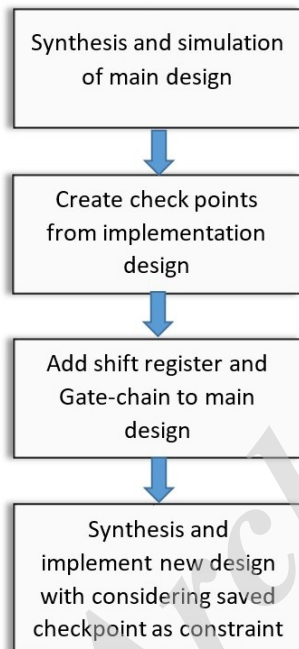 Synthesis and simulation
of main design
Create check points
from implementation
design
Add shift register and
Gate-chain to main
design
Synthesis and
implement new design
with considering saved
checkpoint as constraint